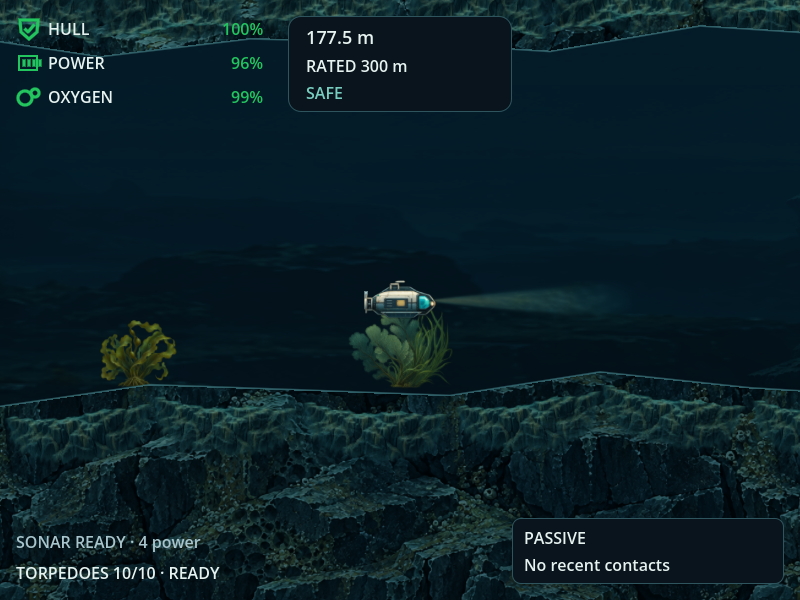 HULL 100%
POWER 96%
OXYGEN 99%
177.5 m
RATED 300 m
SAFE
SONAR READY · 4 power
TORPEDOES 10/10 · READY
PASSIVE
No recent contacts